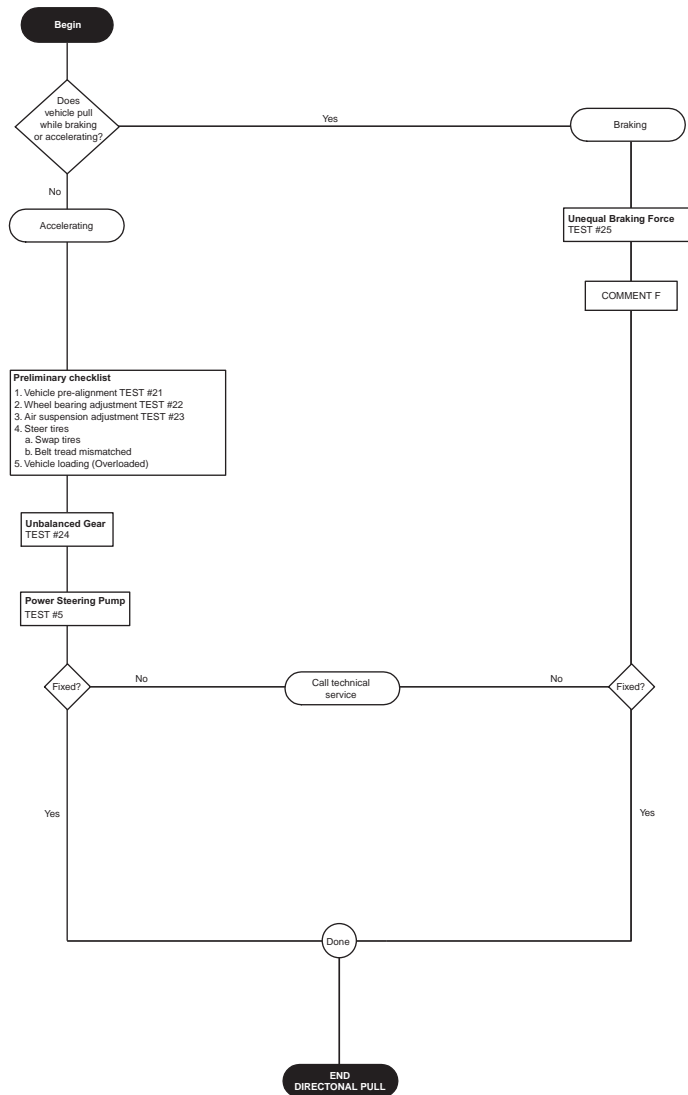 Begin
Does
vehicle pull
while braking
or accelerating?
Yes
Braking
No
Accelerating
Unequal Braking Force
TEST #25
COMMENT F
Preliminary checklist
1. Vehicle pre-alignment TEST #21
2. Wheel bearing adjustment TEST #22
3. Air suspension adjustment TEST #23
4. Steer tires
a. Swap tires
b. Belt tread mismatched
5. Vehicle loading (Overloaded)
Unbalanced Gear
TEST #24
Power Steering Pump
TEST #5
Fixed?
No
Call technical
service
No
Fixed?
Yes
Yes
Done
END
DIRECTONAL PULL